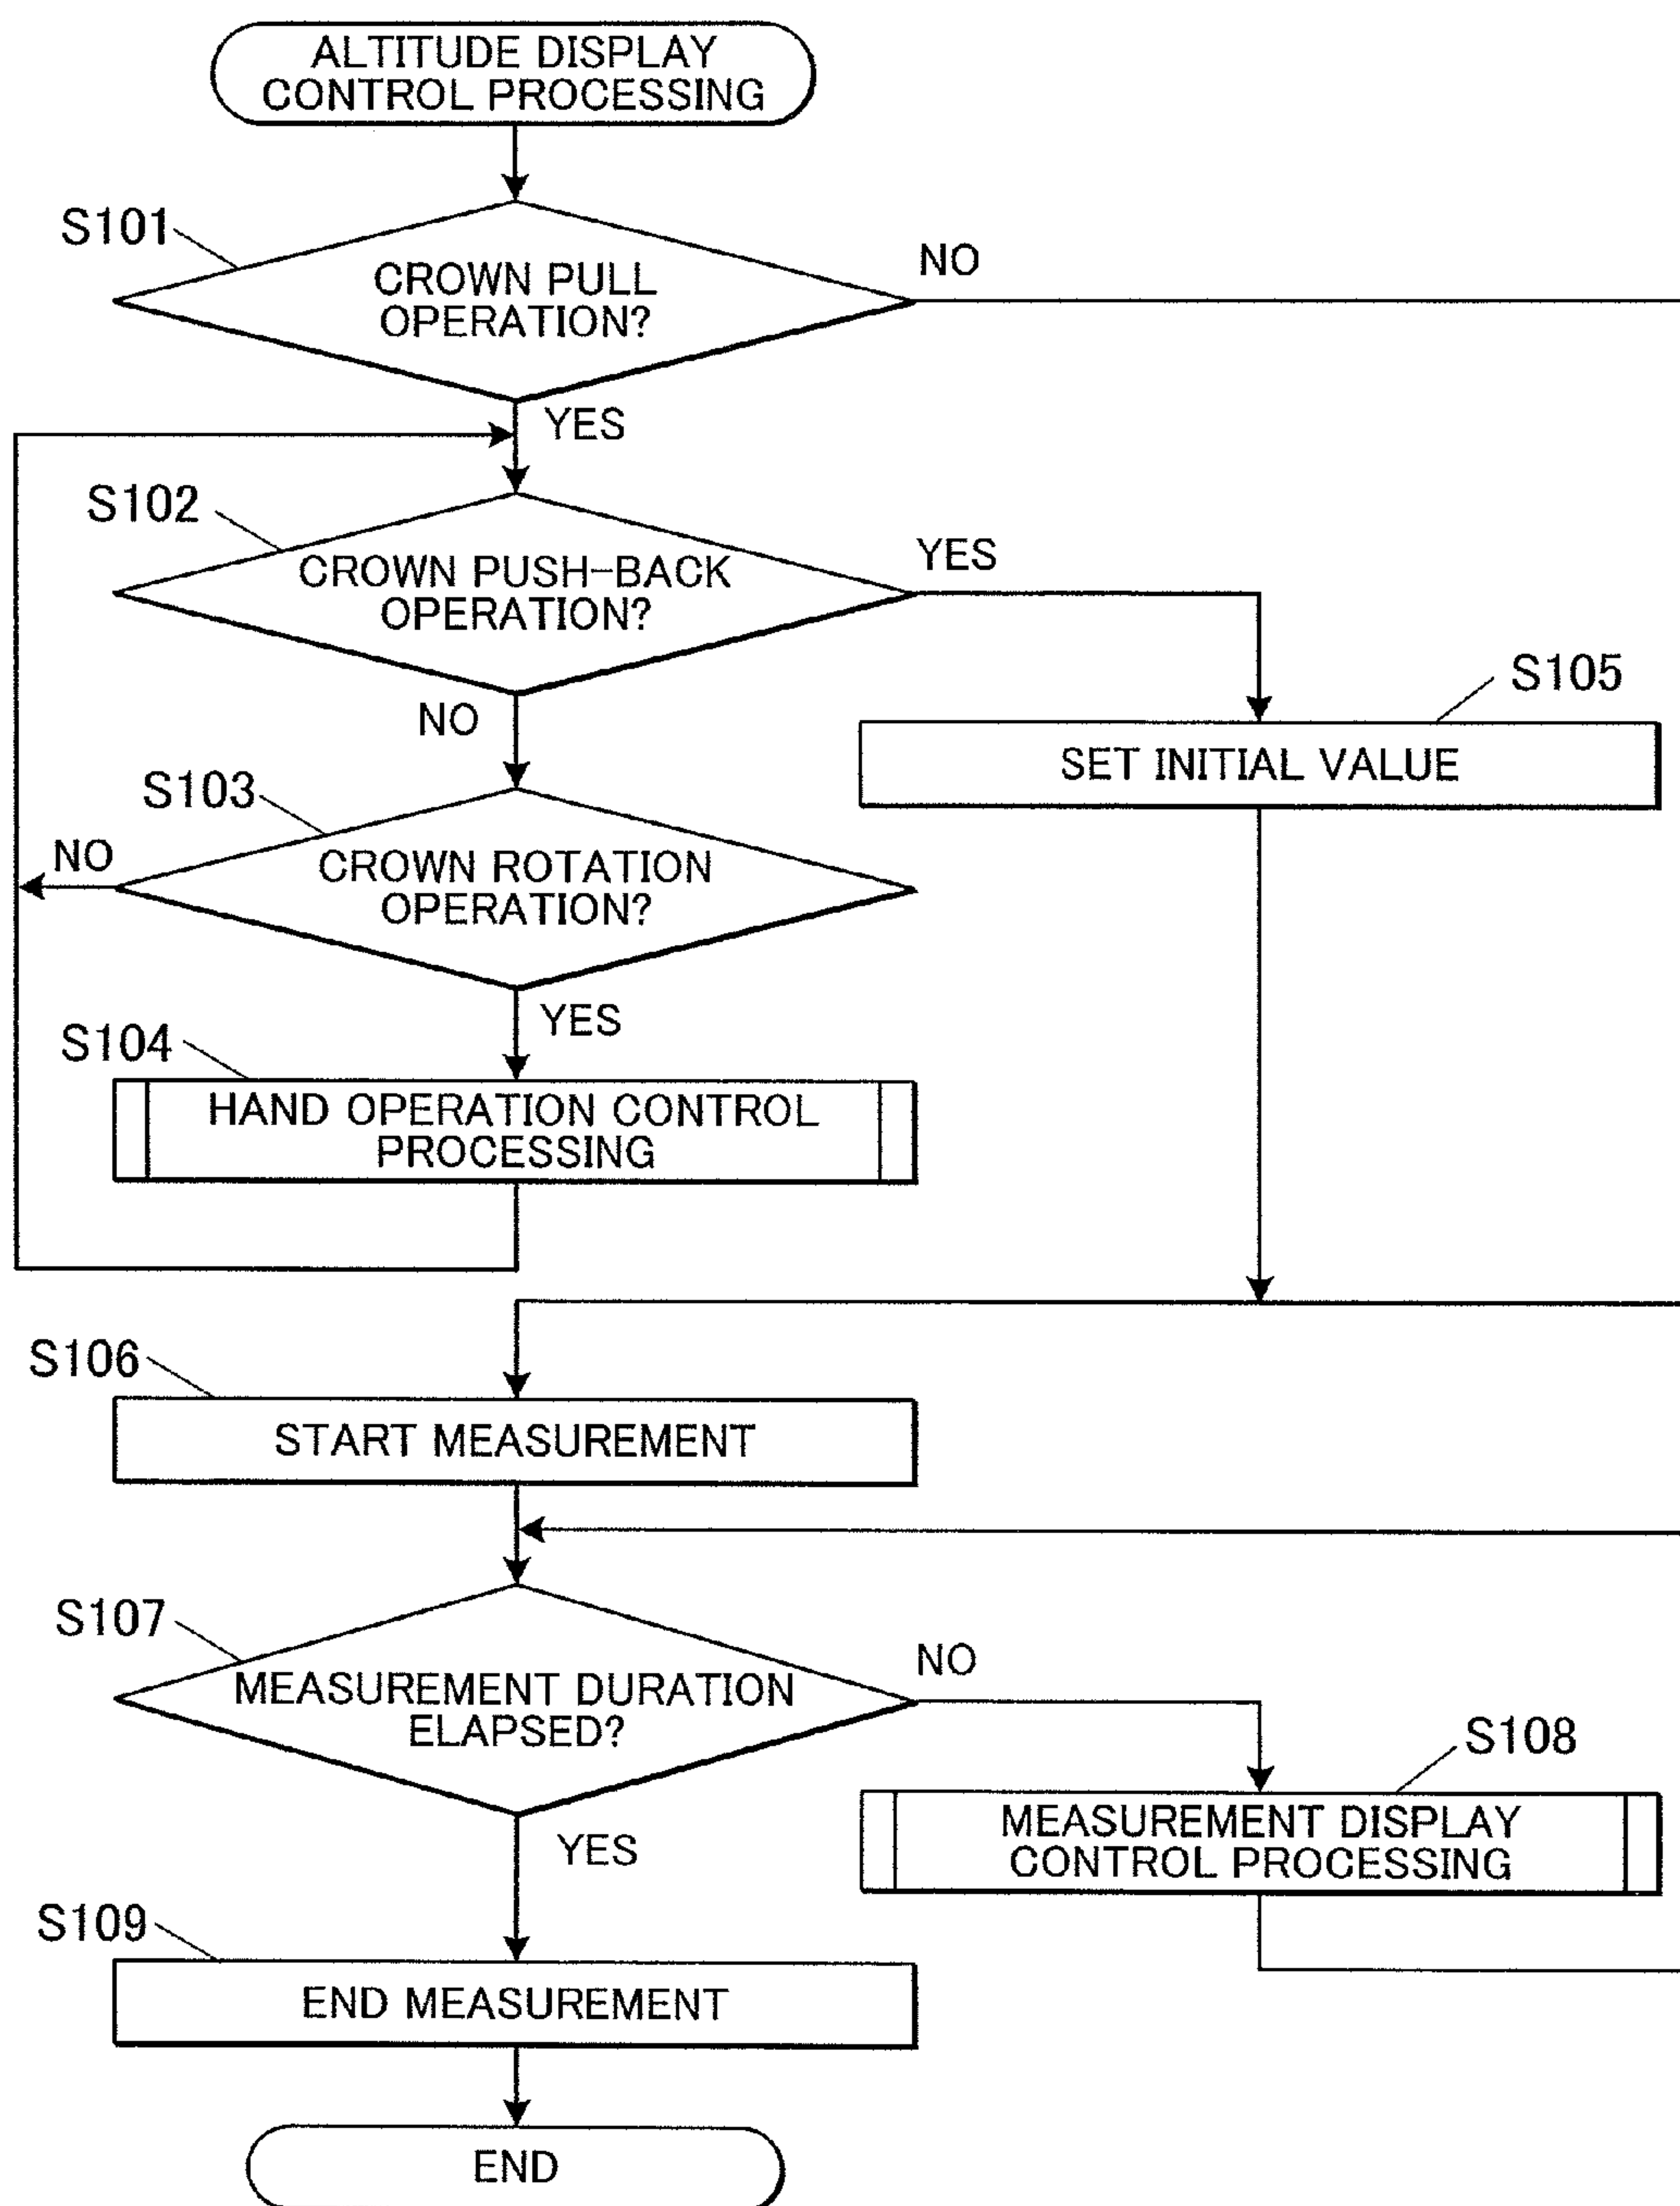 ALTITUDE DISPLAY
CONTROL PROCESSING
S101
CROWN PULL
OPERATION?
NO
YES
S102
CROWN PUSH-BACK
OPERATION?
YES
NO
S105
SET INITIAL VALUE
S103
CROWN ROTATION
OPERATION?
NO
YES
S104
HAND OPERATION CONTROL
PROCESSING
S106
START MEASUREMENT
S107
MEASUREMENT DURATION
ELAPSED?
NO
YES
S108
MEASUREMENT DISPLAY
CONTROL PROCESSING
S109
END MEASUREMENT
END